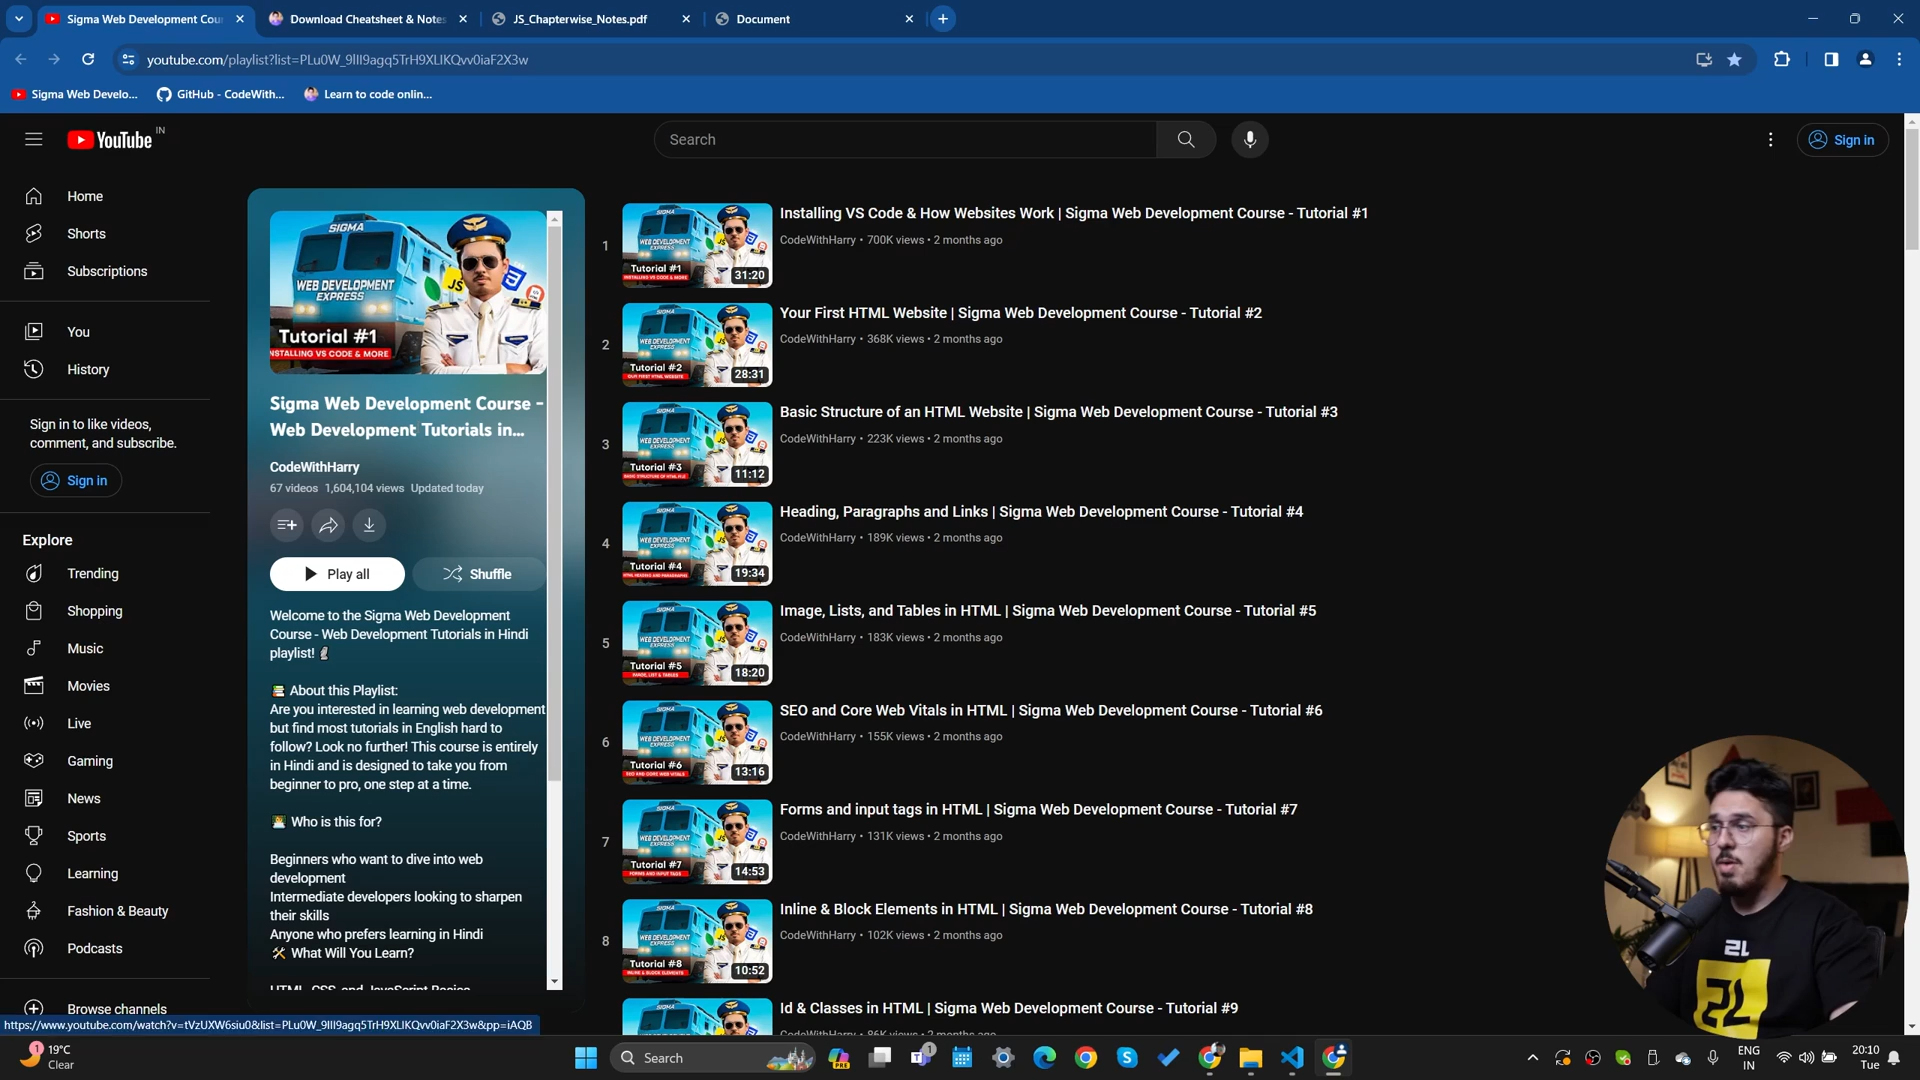 Sigma Web Development Cou
Download Cheatsheet & Notes
JS_Chapterwise_Notes.pdf
Document
youtube.com/playlist?list=PLu0W_9lII9agq5TrH9XLIKQvv0iaF2X3w
Sigma Web Develo...
GitHub - CodeWith...
Learn to code onlin...
YouTube IN
Search
Sign in
Home
Shorts
Subscriptions
You
History
Sign in to like videos,
comment, and subscribe.
Sign in
Explore
Trending
Shopping
Music
Movies
Live
Gaming
News
Sports
Learning
Fashion & Beauty
Podcasts
Browse channels
SIGMA
WEB DEVELOPMENT
EXPRESS
JS
Tutorial #1
INSTALLING VS CODE & MORE
Sigma Web Development Course -
Web Development Tutorials in...
CodeWithHarry
67 videos 1,604,104 views Updated today
Play all
Shuffle
Welcome to the Sigma Web Development
Course - Web Development Tutorials in Hindi
playlist!
About this Playlist:
Are you interested in learning web development
but find most tutorials in English hard to
follow? Look no further! This course is entirely
in Hindi and is designed to take you from
beginner to pro, one step at a time.
Who is this for?
Beginners who want to dive into web
development
Intermediate developers looking to sharpen
their skills
Anyone who prefers learning in Hindi
What Will You Learn?
HTML, CSS, and JavaScript Basics
1
Tutorial #1
31:20
Installing VS Code & How Websites Work | Sigma Web Development Course - Tutorial #1
CodeWithHarry • 700K views • 2 months ago
2
Tutorial #2
28:31
Your First HTML Website | Sigma Web Development Course - Tutorial #2
CodeWithHarry • 368K views • 2 months ago
3
Tutorial #3
11:12
Basic Structure of an HTML Website | Sigma Web Development Course - Tutorial #3
CodeWithHarry • 223K views • 2 months ago
4
Tutorial #4
19:34
Heading, Paragraphs and Links | Sigma Web Development Course - Tutorial #4
CodeWithHarry • 189K views • 2 months ago
5
Tutorial #5
18:20
Image, Lists, and Tables in HTML | Sigma Web Development Course - Tutorial #5
CodeWithHarry • 183K views • 2 months ago
6
Tutorial #6
13:16
SEO and Core Web Vitals in HTML | Sigma Web Development Course - Tutorial #6
CodeWithHarry • 155K views • 2 months ago
7
Tutorial #7
14:53
Forms and input tags in HTML | Sigma Web Development Course - Tutorial #7
CodeWithHarry • 131K views • 2 months ago
8
Tutorial #8
10:52
Inline & Block Elements in HTML | Sigma Web Development Course - Tutorial #8
CodeWithHarry • 102K views • 2 months ago
Id & Classes in HTML | Sigma Web Development Course - Tutorial #9
CodeWithHarry • 86K views • 2 months ago
https://www.youtube.com/watch?v=tVzUXW6siu0&list=PLu0W_9lII9agq5TrH9XLIKQvv0iaF2X3w&pp=iAQB
1
19°C
Clear
Search
PRE
1
ENG
IN
20:10
Tue